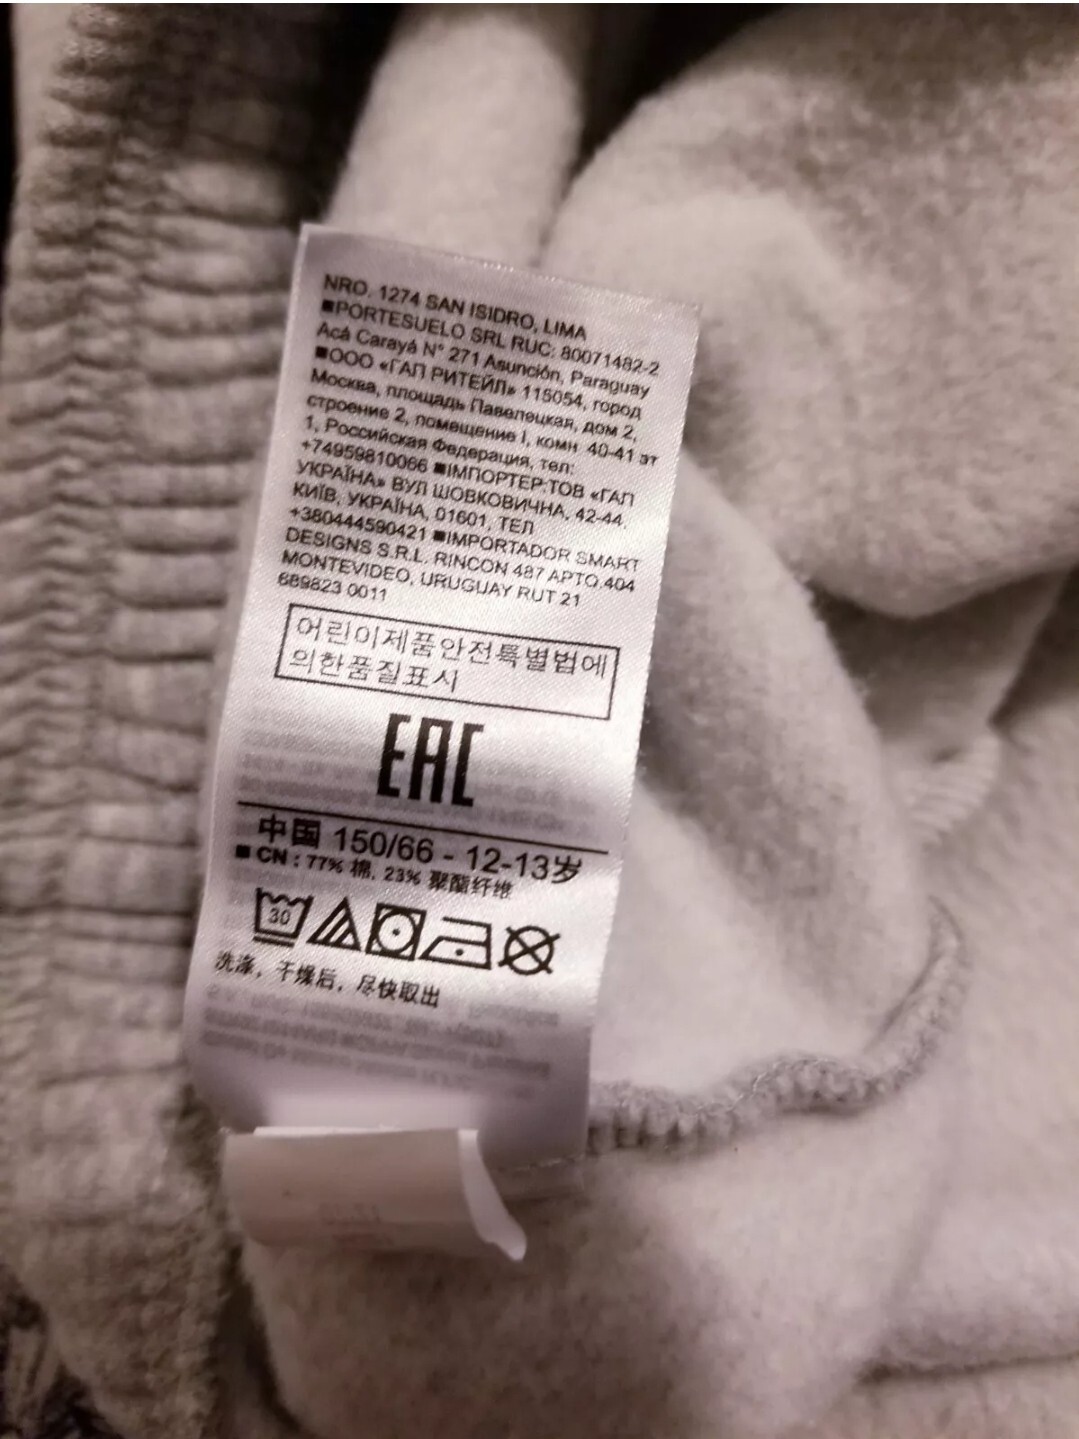 NRO. 1274 SAN ISIDRO, LIMA
■PORTESUELO SRL RUC: 80071482-2
Acá Carayá N° 271 Asunción, Paraguay
■ООО «ГАП РИТЕЙЛ» 115054, город
Москва, площадь Павелецкая, дом 2,
строение 2, помещение I, комн 40-41 эт
1, Российская Федерация, тел:
+74959810066 ■ІМПОРТЕР:ТОВ «ГАП
УКРАЇНА» ВУЛ ШОВКОВИЧНА, 42-44,
КИЇВ, УКРАЇНА, 01601, ТЕЛ
+380444590421 ■IMPORTADOR SMART
DESIGNS S.R.L. RINCON 487 APTO.404
MONTEVIDEO, URUGUAY RUT 21
689823 0011
어린이제품안전특별법에
의한품질표시
EAC
中国 150/66 - 12-13岁
■ CN : 77% 棉, 23% 聚酯纤维
30
洗涤，干燥后，尽快取出